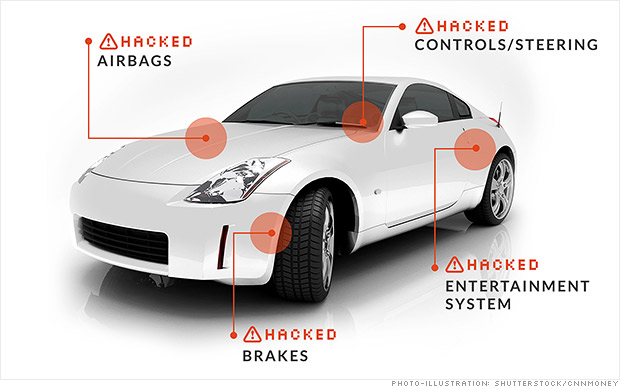 HACKED
AIRBAGS
HACKED
CONTROLS/STEERING
HACKED
BRAKES
HACKED
ENTERTAINMENT
SYSTEM
PHOTO-ILLUSTRATION: SHUTTERSTOCK/CNNMONEY